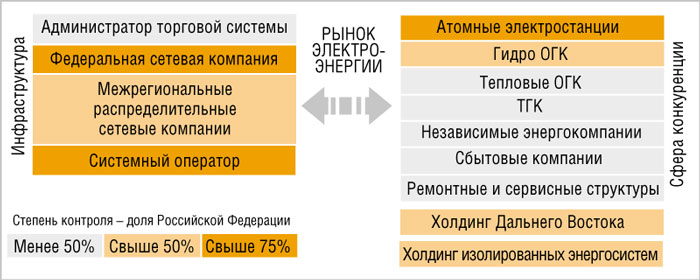 Инфраструктура
Администратор торговой системы
Федеральная сетевая компания
Межрегиональные
распределительные
сетевые компании
Системный оператор
РЫНОК
ЭЛЕКТРО-
ЭНЕРГИИ
Атомные электростанции
Гидро ОГК
Тепловые ОГК
ТГК
Независимые энергокомпании
Сбытовые компании
Ремонтные и сервисные структуры
Сфера конкуренции
Холдинг Дальнего Востока
Холдинг изолированных энергосистем
Степень контроля – доля Российской Федерации
Менее 50%
Свыше 50%
Свыше 75%